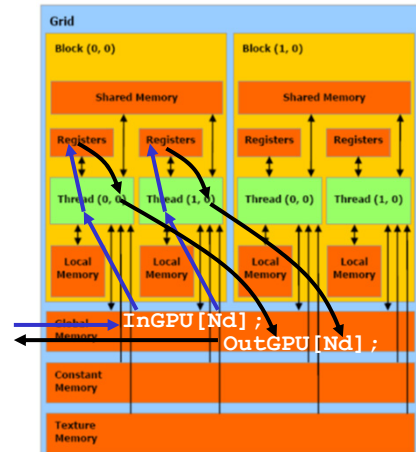 Grid
Block (0, 0) Block (1, 0)
Shared Memory Shared Memory
Registers Registers Registers Registers
Thread (0, 0) Thread (1, 0) Thread (0, 0) Thread (1, 0)
Local Local Local Local
Memory Memory Memory Memory
Global InGPU[Nd];
Memory OutGPU[Nd];
Constant
Memory
Texture
Memory